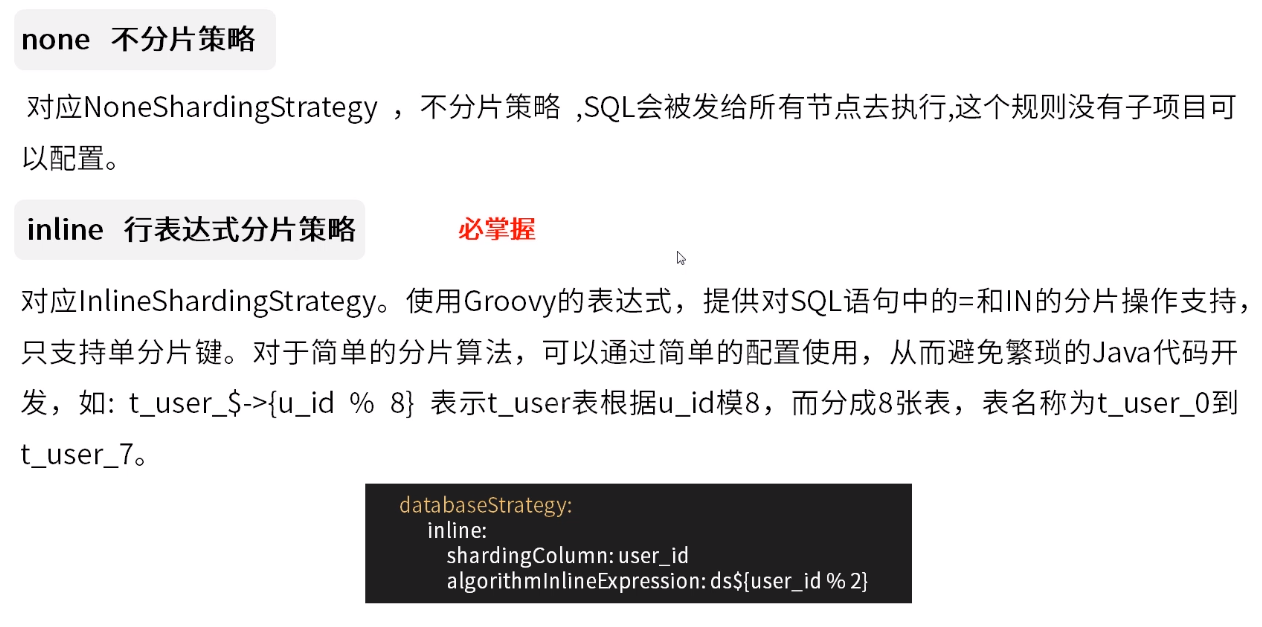 none 不分片策略
对应NoneShardingStrategy ，不分片策略 ,SQL会被发给所有节点去执行,这个规则没有子项目可
以配置。
inline 行表达式分片策略 必掌握
对应InlineShardingStrategy。使用Groovy的表达式，提供对SQL语句中的=和IN的分片操作支持，
只支持单分片键。对于简单的分片算法，可以通过简单的配置使用，从而避免繁琐的Java代码开
发，如: t_user_$->{u_id % 8} 表示t_user表根据u_id模8，而分成8张表，表名称为t_user_0到
t_user_7。
databaseStrategy:
inline:
shardingColumn: user_id
algorithmInlineExpression: ds${user_id % 2}